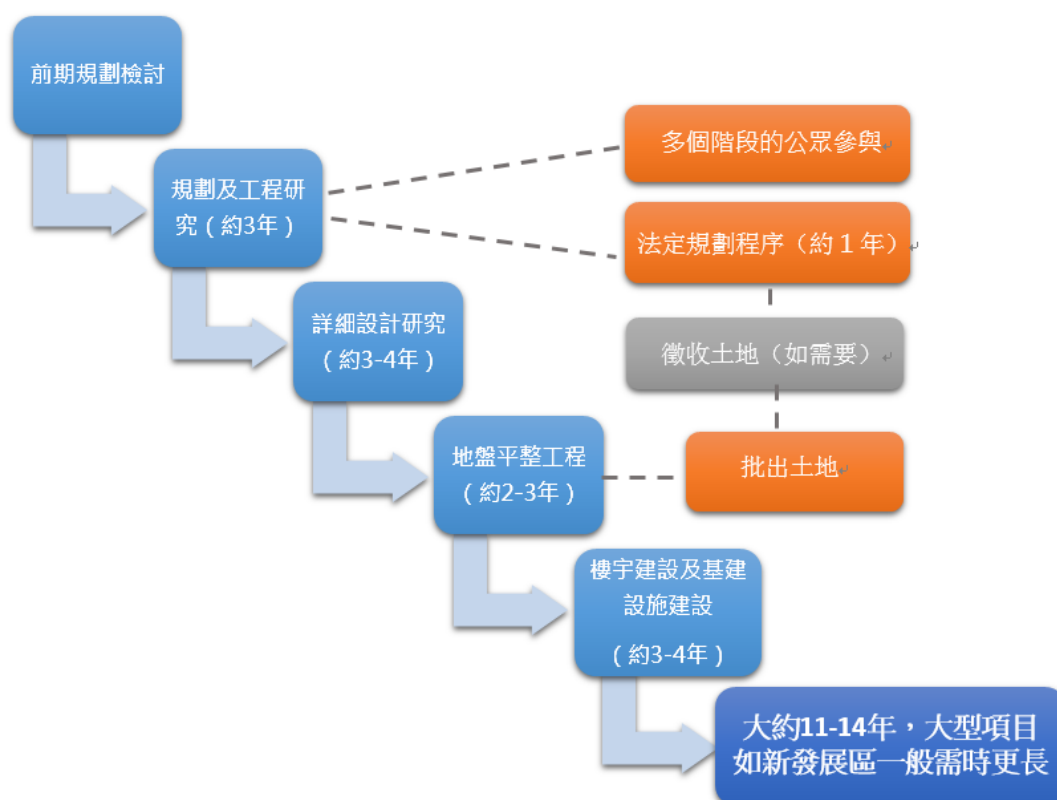 前期規劃檢討
多個階段的公眾參與
規劃及工程研
究（約3年）
法定規劃程序（約１年）
詳細設計研究
（約3-4年）
徵收土地（如需要）
地盤平整工程
（約2-3年）
批出土地
樓宇建設及基建
設施建設
（約3-4年）
大約11-14年，大型項目
如新發展區一般需時更長